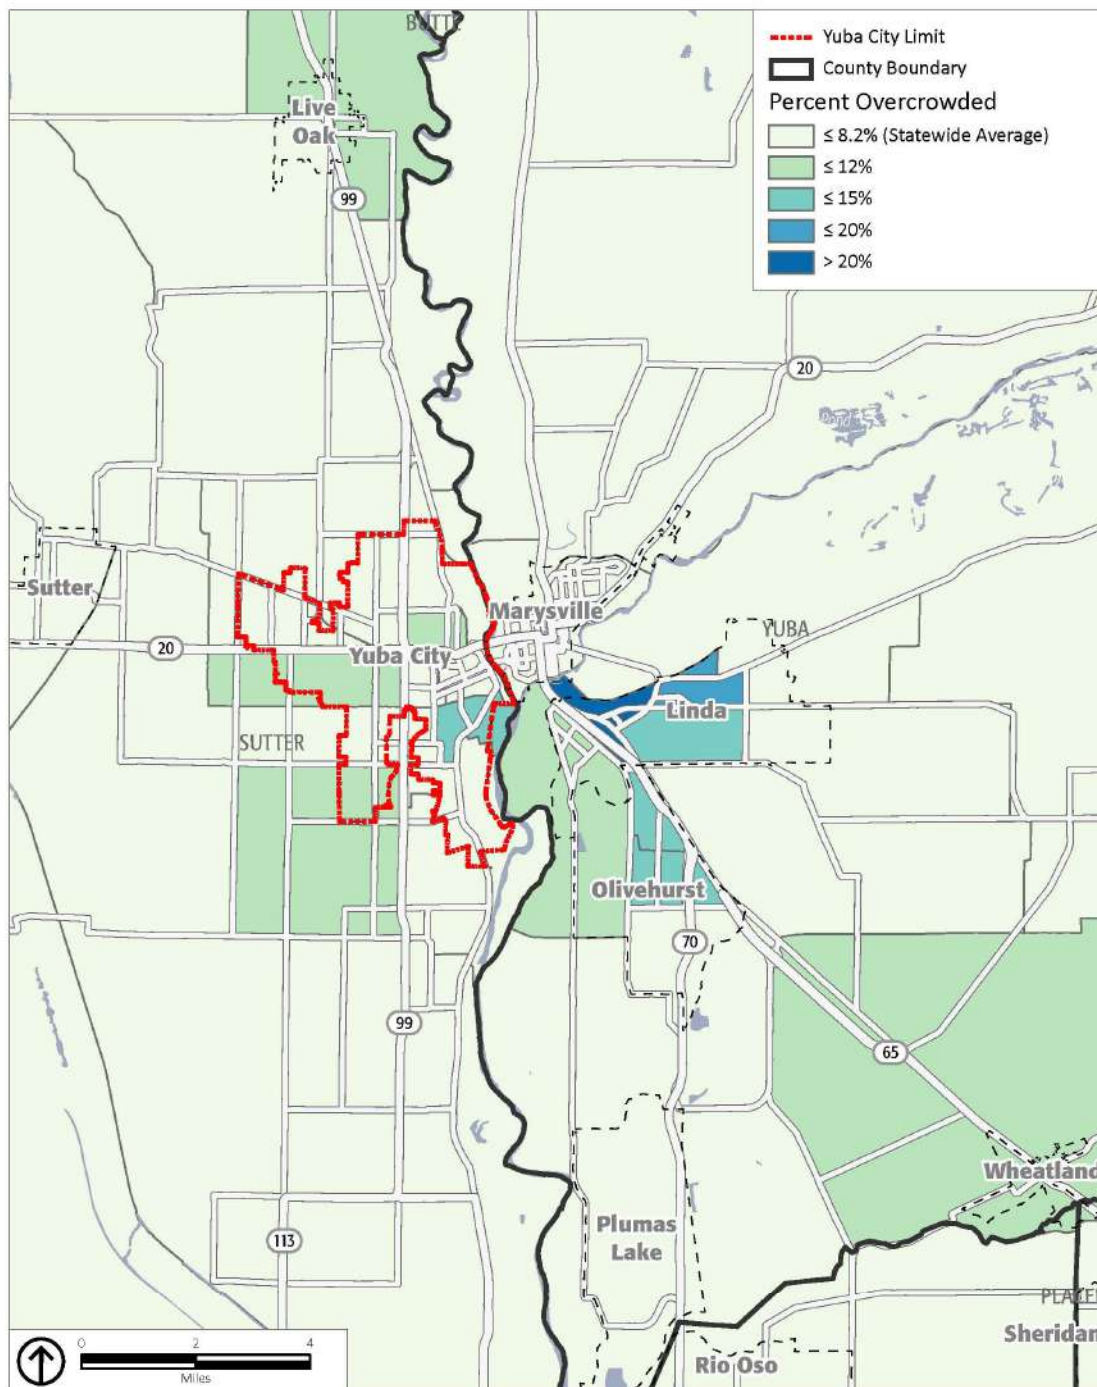 BUTTE
Yuba City Limit
County Boundary
Percent Overcrowded
≤ 8.2% (Statewide Average)
≤ 12%
≤ 15%
≤ 20%
> 20%
Live
Oak
99
20
Sutter
Marysville
20
Yuba City
YUBA
Linda
SUTTER
Olivehurst
70
99
65
Wheatland
Plumas
Lake
113
PLACE
Sheridan
Rio Oso
0 2 4
Miles